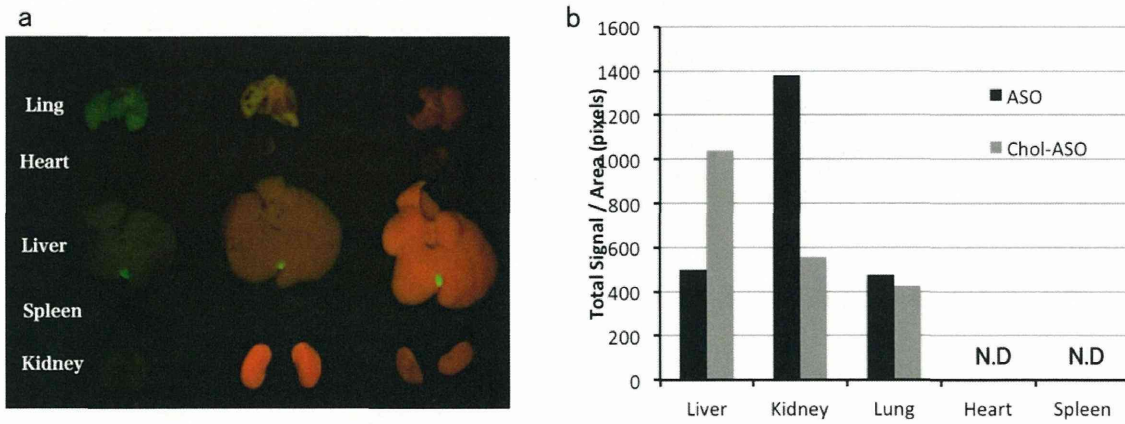 a
Ling
Heart
Liver
Spleen
Kidney
b
Total Signal / Area (pixels)
1600
1400
1200
1000
800
600
400
200
0
ASO
Chol-ASO
N.D
N.D
Liver Kidney Lung Heart Spleen